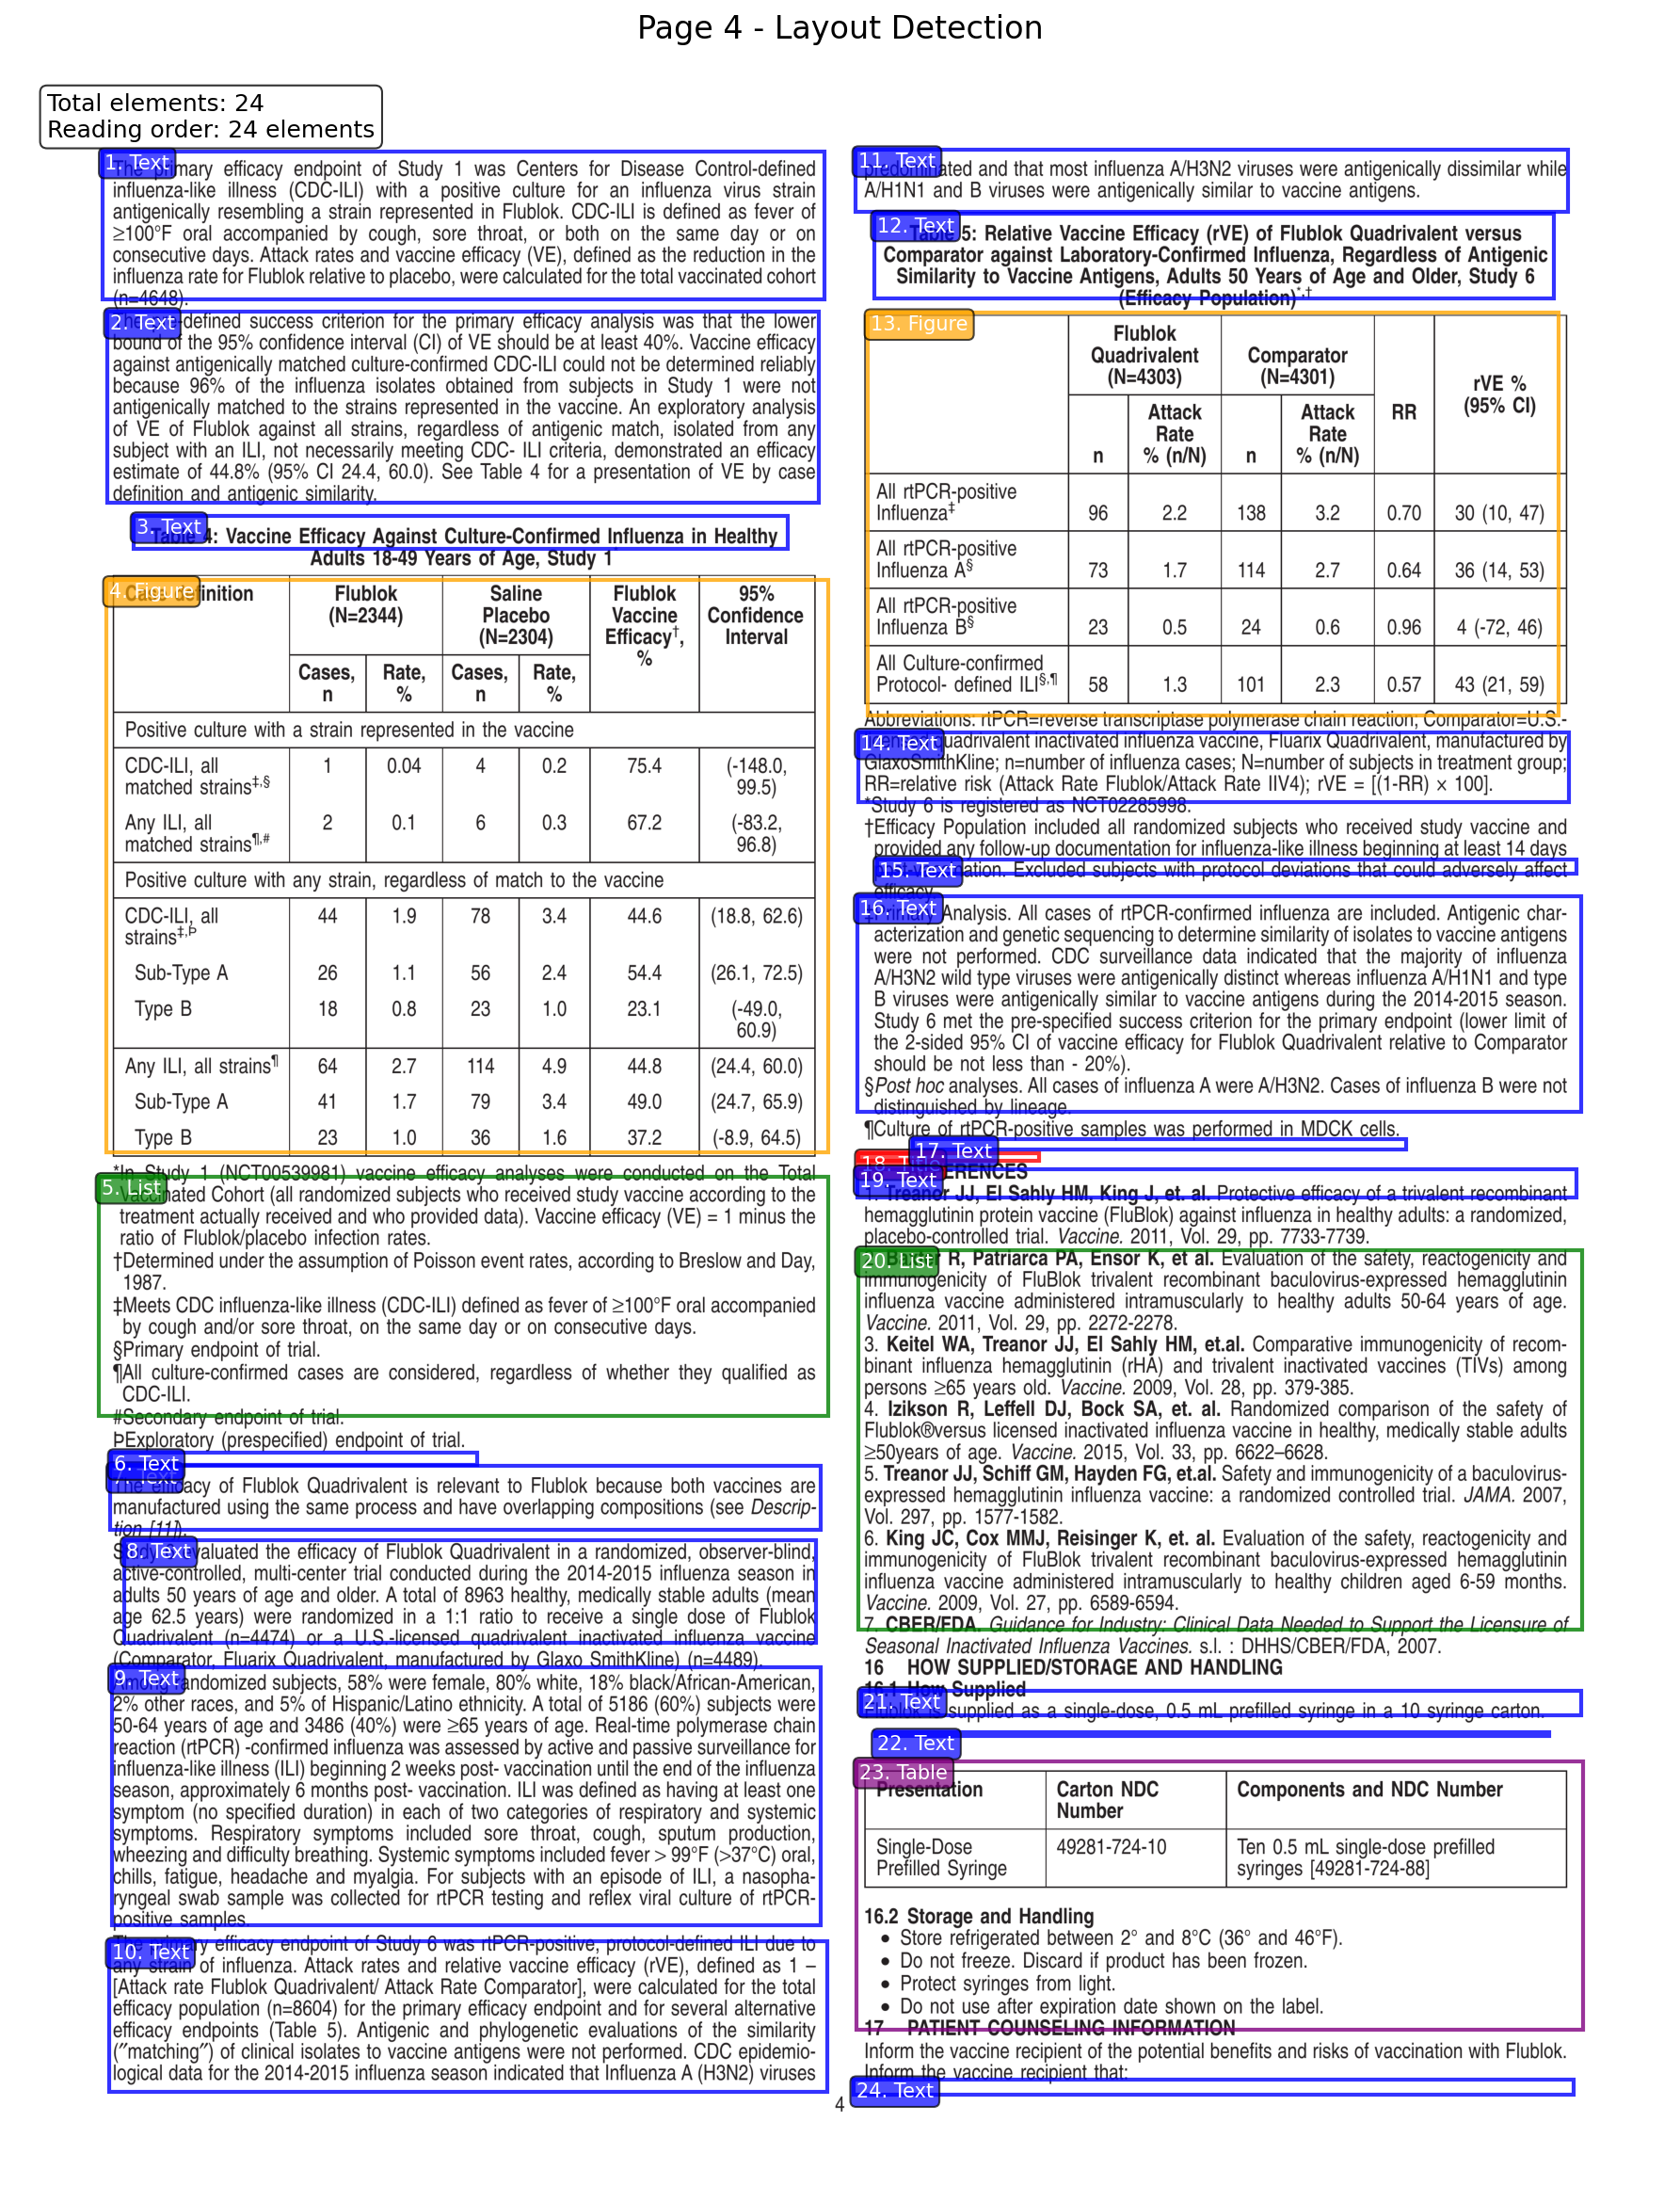 Page 4 - Layout Detection
Total elements: 24
Reading order: 24 elements
1. Text
primary efficacy endpoint of Study 1 was Centers for Disease Control-defined
influenza-like illness (CDC-ILI) with a positive culture for an influenza virus strain
antigenically resembling a strain represented in Flublok. CDC-ILI is defined as fever of
≥100°F oral accompanied by cough, sore throat, or both on the same day or on
consecutive days. Attack rates and vaccine efficacy (VE), defined as the reduction in the
influenza rate for Flublok relative to placebo, were calculated for the total vaccinated cohort
(n=4648).
2. Text
-defined success criterion for the primary efficacy analysis was that the lower
bound of the 95% confidence interval (CI) of VE should be at least 40%. Vaccine efficacy
against antigenically matched culture-confirmed CDC-ILI could not be determined reliably
because 96% of the influenza isolates obtained from subjects in Study 1 were not
antigenically matched to the strains represented in the vaccine. An exploratory analysis
of VE of Flublok against all strains, regardless of antigenic match, isolated from any
subject with an ILI, not necessarily meeting CDC- ILI criteria, demonstrated an efficacy
estimate of 44.8% (95% CI 24.4, 60.0). See Table 4 for a presentation of VE by case
definition and antigenic similarity.
3. Text
Table 4: Vaccine Efficacy Against Culture-Confirmed Influenza in Healthy
Adults 18-49 Years of Age, Study 1*
4. Figure
Case definition Flublok (N=2344) Saline Placebo (N=2304) Flublok Vaccine Efficacy†, % 95% Confidence Interval
Cases, n Rate, % Cases, n Rate, %
Positive culture with a strain represented in the vaccine
CDC-ILI, all matched strains‡,§ 1 0.04 4 0.2 75.4 (-148.0, 99.5)
Any ILI, all matched strains¶,# 2 0.1 6 0.3 67.2 (-83.2, 96.8)
Positive culture with any strain, regardless of match to the vaccine
CDC-ILI, all strains‡,Þ 44 1.9 78 3.4 44.6 (18.8, 62.6)
Sub-Type A 26 1.1 56 2.4 54.4 (26.1, 72.5)
Type B 18 0.8 23 1.0 23.1 (-49.0, 60.9)
Any ILI, all strains¶ 64 2.7 114 4.9 44.8 (24.4, 60.0)
Sub-Type A 41 1.7 79 3.4 49.0 (24.7, 65.9)
Type B 23 1.0 36 1.6 37.2 (-8.9, 64.5)
*In Study 1 (NCT00539981) vaccine efficacy analyses were conducted on the Total
5. List
Vaccinated Cohort (all randomized subjects who received study vaccine according to the
treatment actually received and who provided data). Vaccine efficacy (VE) = 1 minus the
ratio of Flublok/placebo infection rates.
†Determined under the assumption of Poisson event rates, according to Breslow and Day,
1987.
‡Meets CDC influenza-like illness (CDC-ILI) defined as fever of ≥100°F oral accompanied
by cough and/or sore throat, on the same day or on consecutive days.
§Primary endpoint of trial.
¶All culture-confirmed cases are considered, regardless of whether they qualified as
CDC-ILI.
#Secondary endpoint of trial.
ÞExploratory (prespecified) endpoint of trial.
6. Text
7. Text
The efficacy of Flublok Quadrivalent is relevant to Flublok because both vaccines are
manufactured using the same process and have overlapping compositions (see Descrip-
tion [11]).
8. Text
evaluated the efficacy of Flublok Quadrivalent in a randomized, observer-blind,
active-controlled, multi-center trial conducted during the 2014-2015 influenza season in
adults 50 years of age and older. A total of 8963 healthy, medically stable adults (mean
age 62.5 years) were randomized in a 1:1 ratio to receive a single dose of Flublok
Quadrivalent (n=4474) or a U.S.-licensed quadrivalent inactivated influenza vaccine
(Comparator, Fluarix Quadrivalent, manufactured by Glaxo SmithKline) (n=4489).
9. Text
Among randomized subjects, 58% were female, 80% white, 18% black/African-American,
2% other races, and 5% of Hispanic/Latino ethnicity. A total of 5186 (60%) subjects were
50-64 years of age and 3486 (40%) were ≥65 years of age. Real-time polymerase chain
reaction (rtPCR) -confirmed influenza was assessed by active and passive surveillance for
influenza-like illness (ILI) beginning 2 weeks post- vaccination until the end of the influenza
season, approximately 6 months post- vaccination. ILI was defined as having at least one
symptom (no specified duration) in each of two categories of respiratory and systemic
symptoms. Respiratory symptoms included sore throat, cough, sputum production,
wheezing and difficulty breathing. Systemic symptoms included fever > 99°F (>37°C) oral,
chills, fatigue, headache and myalgia. For subjects with an episode of ILI, a nasopha-
ryngeal swab sample was collected for rtPCR testing and reflex viral culture of rtPCR-
positive samples.
The primary efficacy endpoint of Study 6 was rtPCR-positive, protocol-defined ILI due to
10. Text
any strain of influenza. Attack rates and relative vaccine efficacy (rVE), defined as 1 –
[Attack rate Flublok Quadrivalent/ Attack Rate Comparator], were calculated for the total
efficacy population (n=8604) for the primary efficacy endpoint and for several alternative
efficacy endpoints (Table 5). Antigenic and phylogenetic evaluations of the similarity
("matching") of clinical isolates to vaccine antigens were not performed. CDC epidemio-
logical data for the 2014-2015 influenza season indicated that Influenza A (H3N2) viruses
11. Text
predominated and that most influenza A/H3N2 viruses were antigenically dissimilar while
A/H1N1 and B viruses were antigenically similar to vaccine antigens.
12. Text
Table 5: Relative Vaccine Efficacy (rVE) of Flublok Quadrivalent versus
Comparator against Laboratory-Confirmed Influenza, Regardless of Antigenic
Similarity to Vaccine Antigens, Adults 50 Years of Age and Older, Study 6
(Efficacy Population)*,†
13. Figure
Flublok Quadrivalent (N=4303) Comparator (N=4301) RR rVE % (95% CI)
n Attack Rate % (n/N) n Attack Rate % (n/N)
All rtPCR-positive Influenza‡ 96 2.2 138 3.2 0.70 30 (10, 47)
All rtPCR-positive Influenza A§ 73 1.7 114 2.7 0.64 36 (14, 53)
All rtPCR-positive Influenza B§ 23 0.5 24 0.6 0.96 4 (-72, 46)
All Culture-confirmed Protocol- defined ILI§,¶ 58 1.3 101 2.3 0.57 43 (21, 59)
Abbreviations: rtPCR=reverse transcriptase polymerase chain reaction; Comparator=U.S.-
14. Text
quadrivalent inactivated influenza vaccine, Fluarix Quadrivalent, manufactured by
GlaxoSmithKline; n=number of influenza cases; N=number of subjects in treatment group;
RR=relative risk (Attack Rate Flublok/Attack Rate IIV4); rVE = [(1-RR) × 100].
*Study 6 is registered as NCT02285998.
†Efficacy Population included all randomized subjects who received study vaccine and
provided any follow-up documentation for influenza-like illness beginning at least 14 days
15. Text
Excluded subjects with protocol deviations that could adversely affect
efficacy.
16. Text
‡Primary Analysis. All cases of rtPCR-confirmed influenza are included. Antigenic char-
acterization and genetic sequencing to determine similarity of isolates to vaccine antigens
were not performed. CDC surveillance data indicated that the majority of influenza
A/H3N2 wild type viruses were antigenically distinct whereas influenza A/H1N1 and type
B viruses were antigenically similar to vaccine antigens during the 2014-2015 season.
Study 6 met the pre-specified success criterion for the primary endpoint (lower limit of
the 2-sided 95% CI of vaccine efficacy for Flublok Quadrivalent relative to Comparator
should be not less than - 20%).
§Post hoc analyses. All cases of influenza A were A/H3N2. Cases of influenza B were not
distinguished by lineage.
¶Culture of rtPCR-positive samples was performed in MDCK cells.
17. Text
REFERENCES
19. Text
1. Treanor JJ, El Sahly HM, King J, et. al. Protective efficacy of a trivalent recombinant
hemagglutinin protein vaccine (FluBlok) against influenza in healthy adults: a randomized,
placebo-controlled trial. Vaccine. 2011, Vol. 29, pp. 7733-7739.
20. List
R, Patriarca PA, Ensor K, et al. Evaluation of the safety, reactogenicity and
immunogenicity of FluBlok trivalent recombinant baculovirus-expressed hemagglutinin
influenza vaccine administered intramuscularly to healthy adults 50-64 years of age.
Vaccine. 2011, Vol. 29, pp. 2272-2278.
3. Keitel WA, Treanor JJ, El Sahly HM, et.al. Comparative immunogenicity of recom-
binant influenza hemagglutinin (rHA) and trivalent inactivated vaccines (TIVs) among
persons ≥65 years old. Vaccine. 2009, Vol. 28, pp. 379-385.
4. Izikson R, Leffell DJ, Bock SA, et. al. Randomized comparison of the safety of
Flublok®versus licensed inactivated influenza vaccine in healthy, medically stable adults
≥50years of age. Vaccine. 2015, Vol. 33, pp. 6622–6628.
5. Treanor JJ, Schiff GM, Hayden FG, et.al. Safety and immunogenicity of a baculovirus-
expressed hemagglutinin influenza vaccine: a randomized controlled trial. JAMA. 2007,
Vol. 297, pp. 1577-1582.
6. King JC, Cox MMJ, Reisinger K, et. al. Evaluation of the safety, reactogenicity and
immunogenicity of FluBlok trivalent recombinant baculovirus-expressed hemagglutinin
influenza vaccine administered intramuscularly to healthy children aged 6-59 months.
Vaccine. 2009, Vol. 27, pp. 6589-6594.
7. CBER/FDA. Guidance for Industry: Clinical Data Needed to Support the Licensure of
Seasonal Inactivated Influenza Vaccines. s.l. : DHHS/CBER/FDA, 2007.
16 HOW SUPPLIED/STORAGE AND HANDLING
16.1 How Supplied
21. Text
Flublok is supplied as a single-dose, 0.5 mL prefilled syringe in a 10 syringe carton.
22. Text
23. Table
Presentation Carton NDC Number Components and NDC Number
Single-Dose Prefilled Syringe 49281-724-10 Ten 0.5 mL single-dose prefilled syringes [49281-724-88]
16.2 Storage and Handling
• Store refrigerated between 2° and 8°C (36° and 46°F).
• Do not freeze. Discard if product has been frozen.
• Protect syringes from light.
• Do not use after expiration date shown on the label.
17 PATIENT COUNSELING INFORMATION
Inform the vaccine recipient of the potential benefits and risks of vaccination with Flublok.
Inform the vaccine recipient that:
24. Text
4